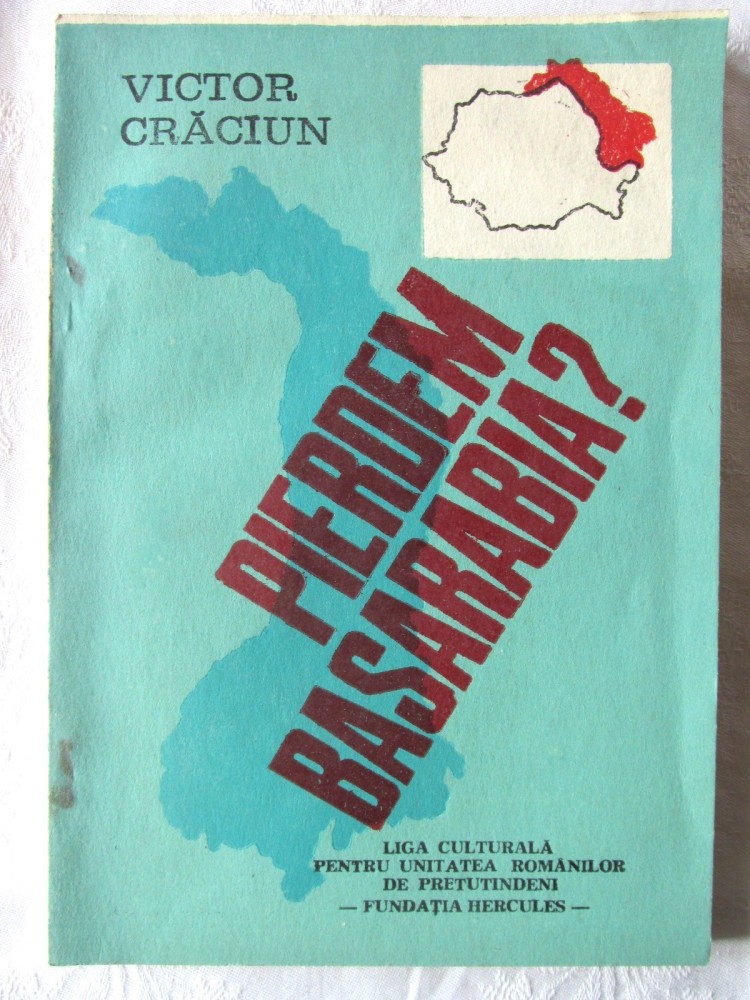 VICTOR
CRĂCIUN
PIERDEM
BASARABIA?
LIGA CULTURALĂ
PENTRU UNITATEA ROMÂNILOR
DE PRETUTINDENI
— FUNDAȚIA HERCULES —